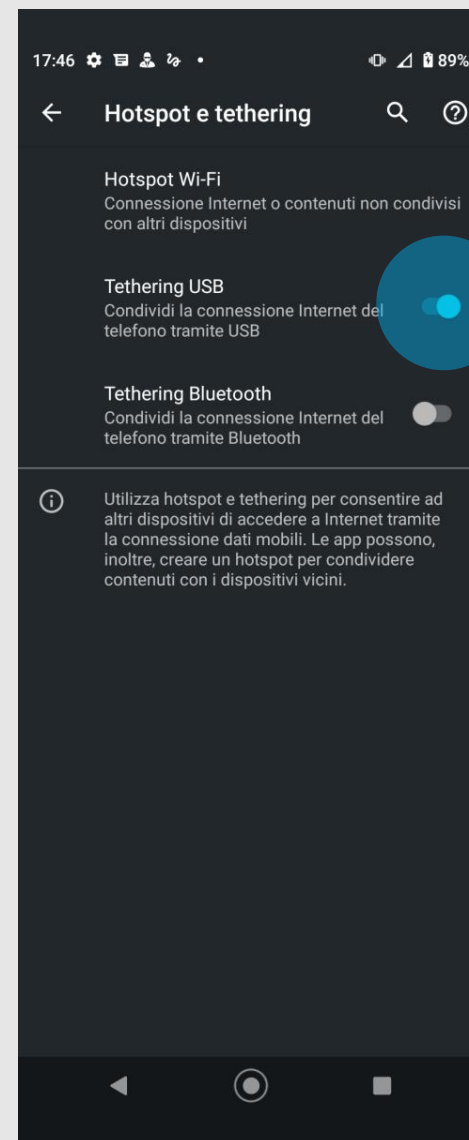 17:46 89%
Hotspot e tethering
Hotspot Wi-Fi
Connessione Internet o contenuti non condivisi
con altri dispositivi
Tethering USB
Condividi la connessione Internet del
telefono tramite USB
Tethering Bluetooth
Condividi la connessione Internet del
telefono tramite Bluetooth
Utilizza hotspot e tethering per consentire ad
altri dispositivi di accedere a Internet tramite
la connessione dati mobili. Le app possono,
inoltre, creare un hotspot per condividere
contenuti con i dispositivi vicini.